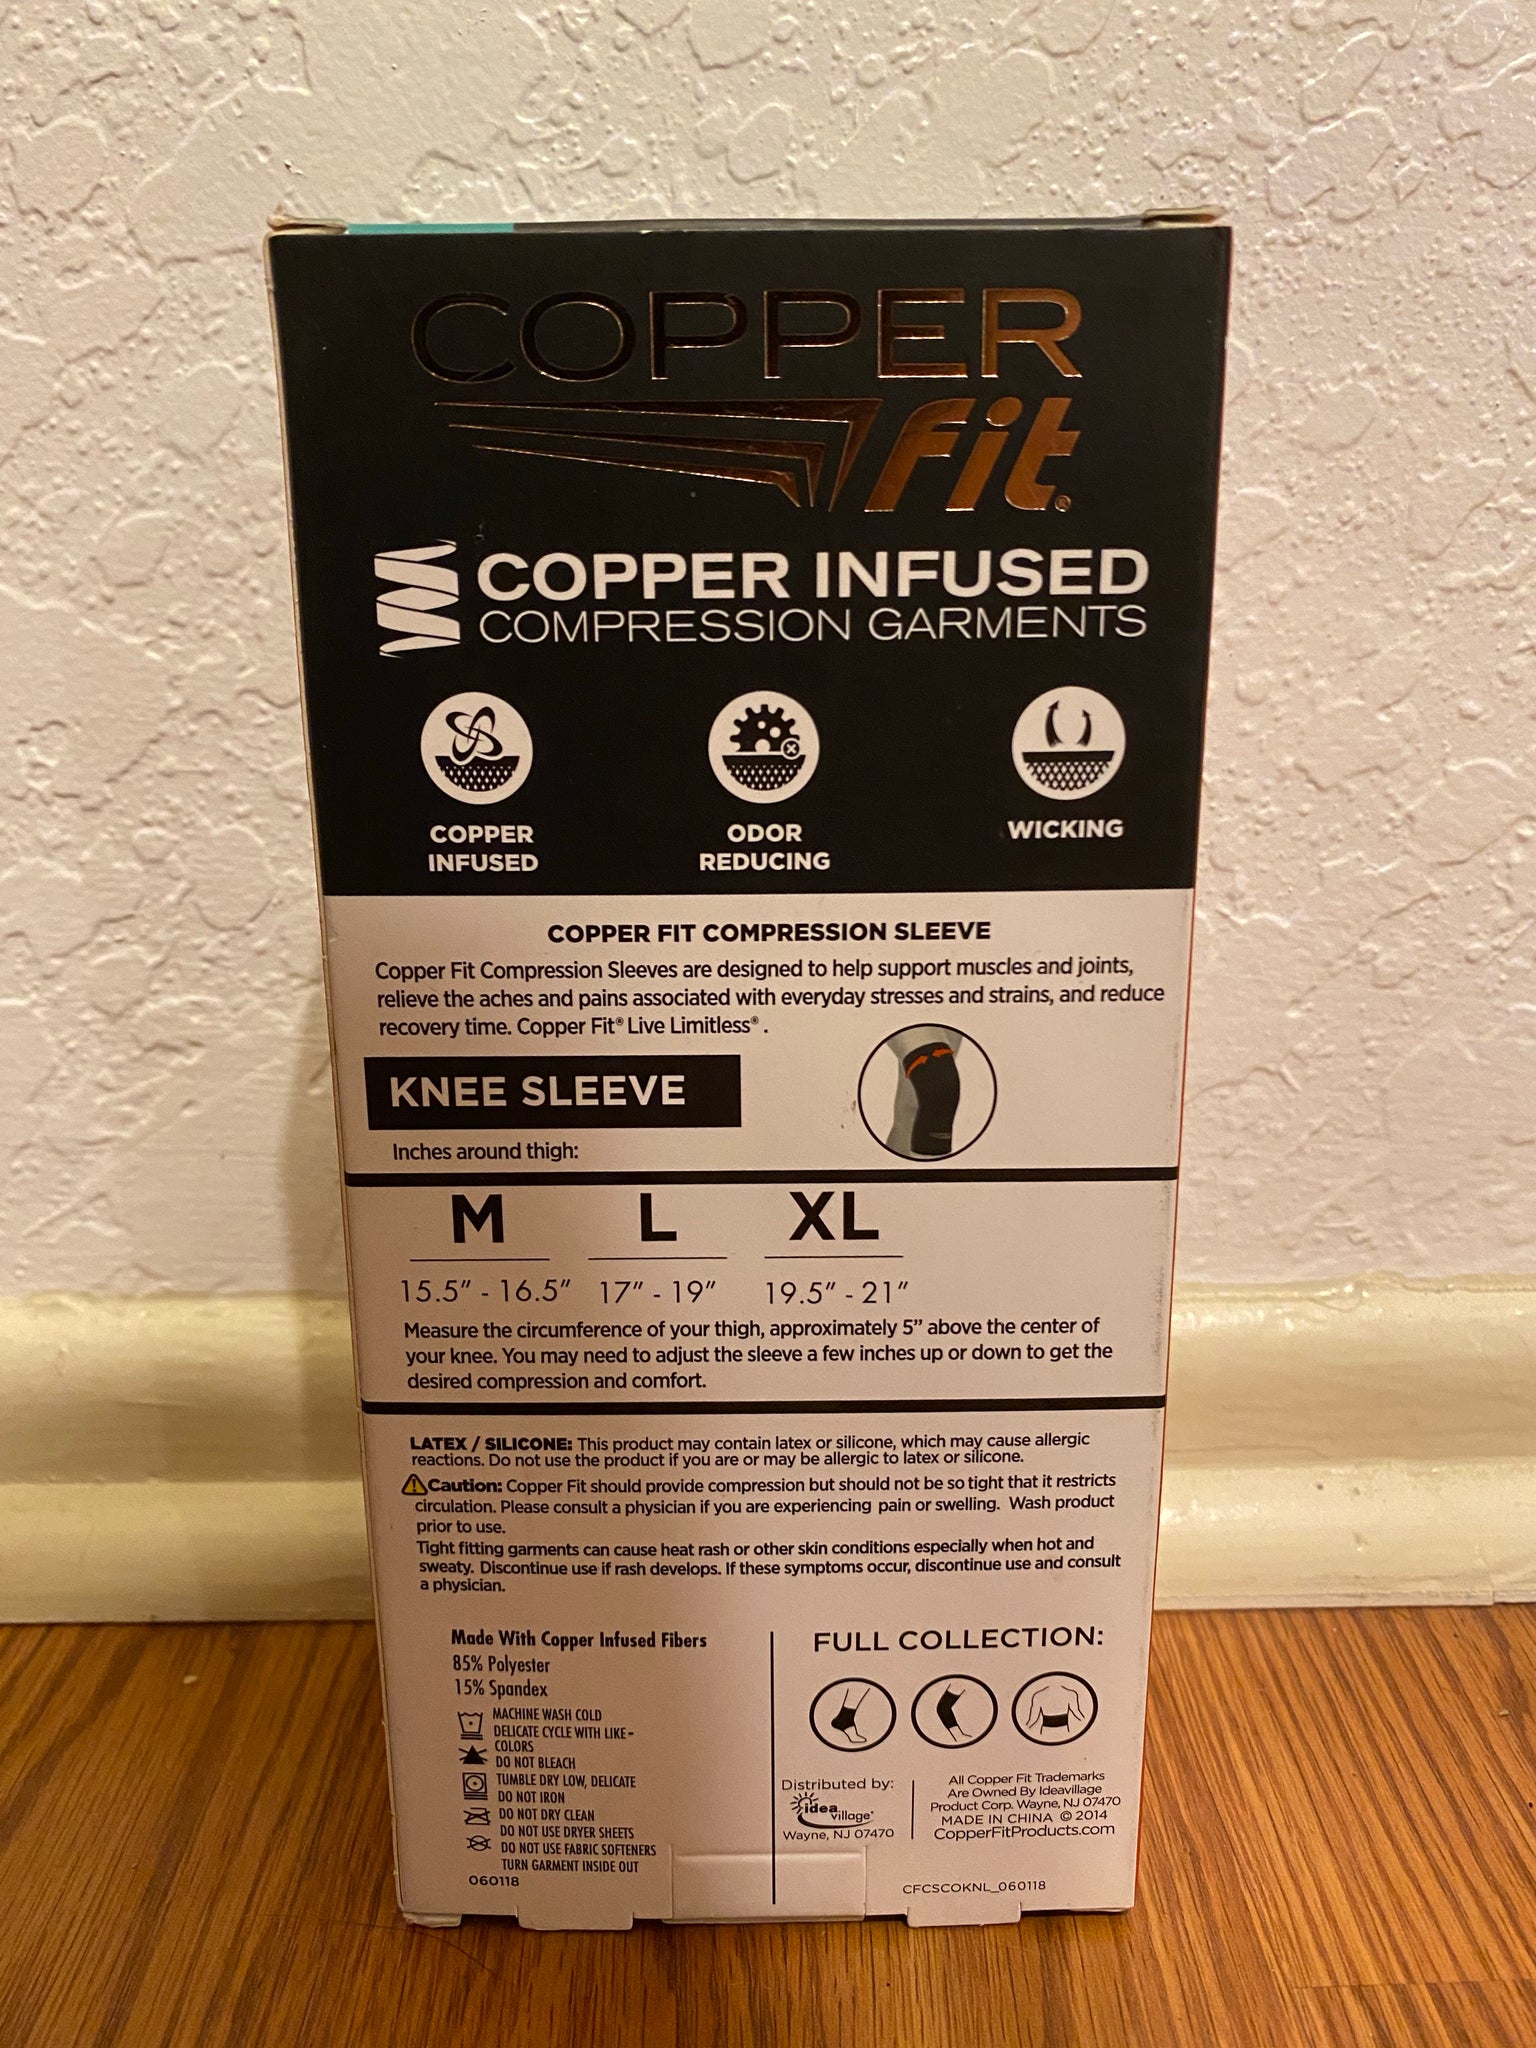 COPPER
fit®
COPPER INFUSED
COMPRESSION GARMENTS
COPPER
INFUSED
ODOR
REDUCING
WICKING
COPPER FIT COMPRESSION SLEEVE
Copper Fit Compression Sleeves are designed to help support muscles and joints,
relieve the aches and pains associated with everyday stresses and strains, and reduce
recovery time. Copper Fit® Live Limitless®.
KNEE SLEEVE
Inches around thigh:
M L XL
15.5” - 16.5” 17” - 19” 19.5” - 21”
Measure the circumference of your thigh, approximately 5” above the center of
your knee. You may need to adjust the sleeve a few inches up or down to get the
desired compression and comfort.
LATEX / SILICONE: This product may contain latex or silicone, which may cause allergic
reactions. Do not use the product if you are or may be allergic to latex or silicone.
Caution: Copper Fit should provide compression but should not be so tight that it restricts
circulation. Please consult a physician if you are experiencing pain or swelling. Wash product
prior to use.
Tight fitting garments can cause heat rash or other skin conditions especially when hot and
sweaty. Discontinue use if rash develops. If these symptoms occur, discontinue use and consult
a physician.
Made With Copper Infused Fibers
85% Polyester
15% Spandex
MACHINE WASH COLD
DELICATE CYCLE WITH LIKE-
COLORS
DO NOT BLEACH
TUMBLE DRY LOW, DELICATE
DO NOT IRON
DO NOT DRY CLEAN
DO NOT USE DRYER SHEETS
DO NOT USE FABRIC SOFTENERS
TURN GARMENT INSIDE OUT
060118
FULL COLLECTION:
Distributed by:
idea
village®
Wayne, NJ 07470
All Copper Fit Trademarks
Are Owned By Ideavillage
Product Corp. Wayne, NJ 07470
MADE IN CHINA © 2014
CopperFitProducts.com
CFCSCOKNL_060118